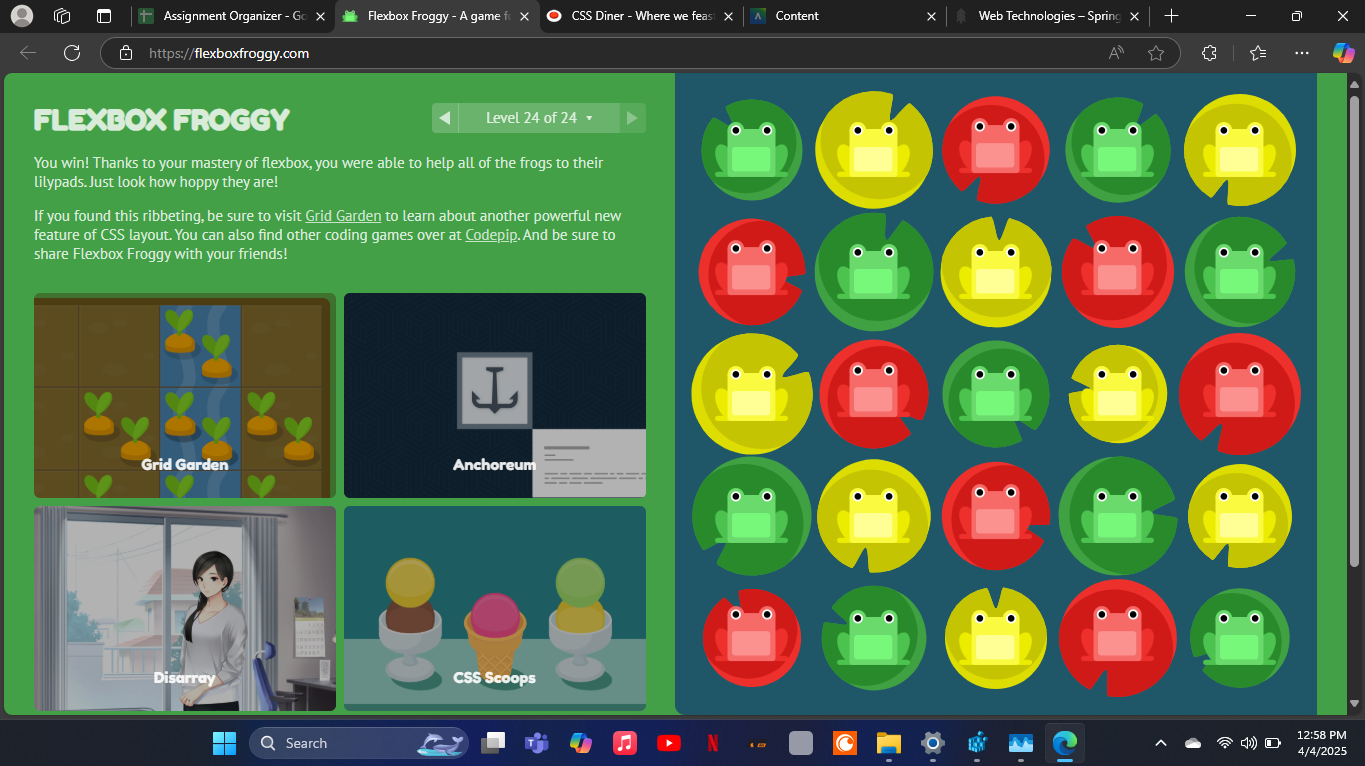 Assignment Organizer - Go
Flexbox Froggy - A game fo
CSS Diner - Where we feast
Content
Web Technologies – Spring
https://flexboxfroggy.com
FLEXBOX FROGGY
Level 24 of 24
You win! Thanks to your mastery of flexbox, you were able to help all of the frogs to their
lilypads. Just look how hoppy they are!
If you found this ribbeting, be sure to visit Grid Garden to learn about another powerful new
feature of CSS layout. You can also find other coding games over at Codepip. And be sure to
share Flexbox Froggy with your friends!
Grid Garden
Anchoreum
Disarray
CSS Scoops
Search
12:58 PM
4/4/2025